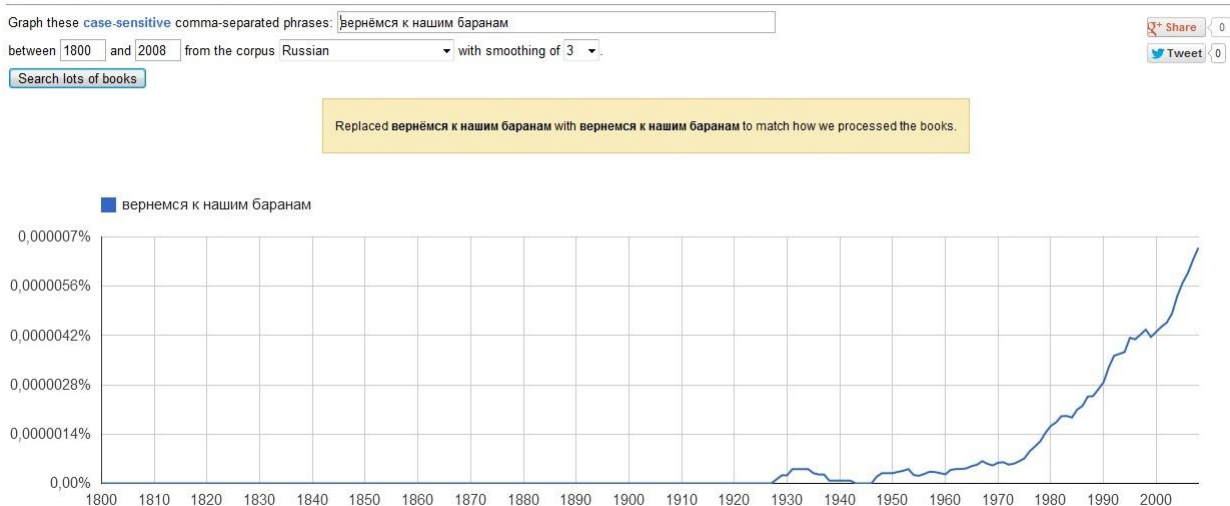 Graph these case-sensitive comma-separated phrases: вернёмся к нашим баранам
between 1800 and 2008 from the corpus Russian with smoothing of 3.
Search lots of books
Share 0
Tweet 0
Replaced вернёмся к нашим баранам with вернемся к нашим баранам to match how we processed the books.
вернемся к нашим баранам
0,000007%
0,0000056%
0,0000042%
0,0000028%
0,0000014%
0,00%
1800 1810 1820 1830 1840 1850 1860 1870 1880 1890 1900 1910 1920 1930 1940 1950 1960 1970 1980 1990 2000